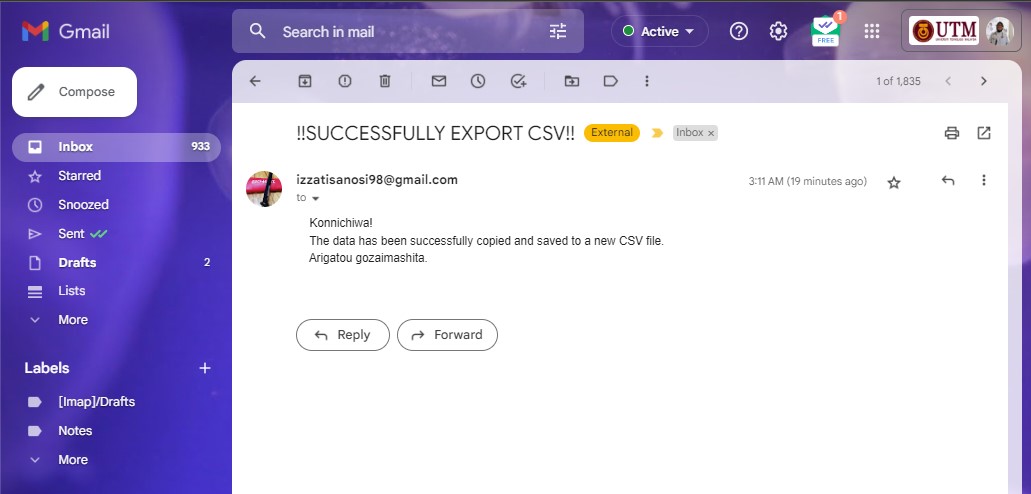 Gmail
Search in mail
Active
FREE
1
UTM
Compose
1 of 1,835
Inbox 933
Starred
Snoozed
Sent
Drafts 2
Lists
More
Labels
[Imap]/Drafts
Notes
More
!!SUCCESSFULLY EXPORT CSV!! External Inbox ×
izzatisanosi98@gmail.com 3:11 AM (19 minutes ago)
to
Konnichiwa!
The data has been successfully copied and saved to a new CSV file.
Arigatou gozaimashita.
Reply Forward